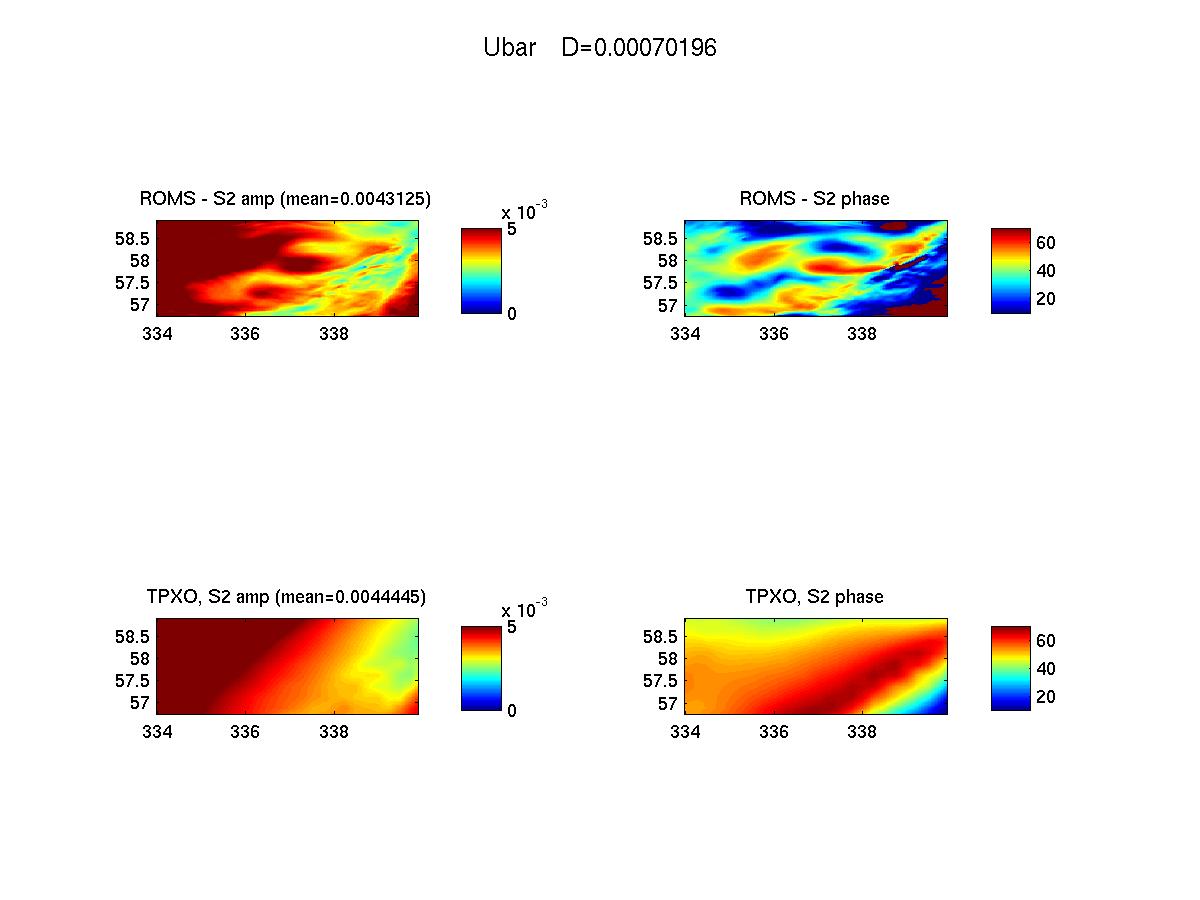 Ubar D=0.00070196
ROMS - S2 amp (mean=0.0043125)
x 10-3
58.5
58
57.5
57
334 336 338
5
0
ROMS - S2 phase
58.5
58
57.5
57
334 336 338
60
40
20
TPXO, S2 amp (mean=0.0044445)
x 10-3
58.5
58
57.5
57
334 336 338
5
0
TPXO, S2 phase
58.5
58
57.5
57
334 336 338
60
40
20